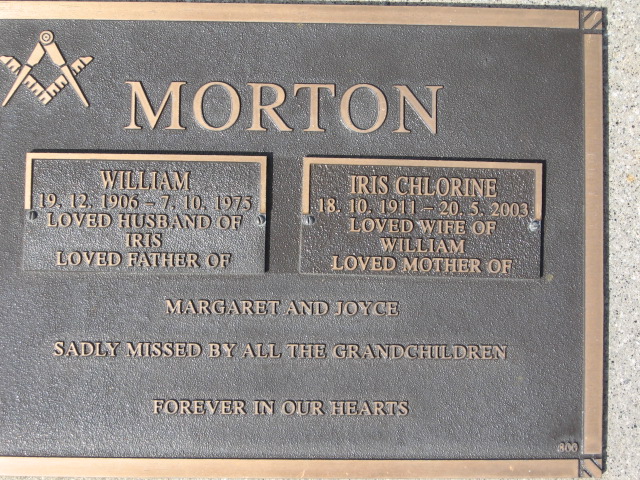 MORTON
WILLIAM
19. 12. 1906 – 7. 10. 1975
LOVED HUSBAND OF
IRIS
LOVED FATHER OF
IRIS CHLORINE
18. 10. 1911 – 20. 5. 2003
LOVED WIFE OF
WILLIAM
LOVED MOTHER OF
MARGARET AND JOYCE
SADLY MISSED BY ALL THE GRANDCHILDREN
FOREVER IN OUR HEARTS
800